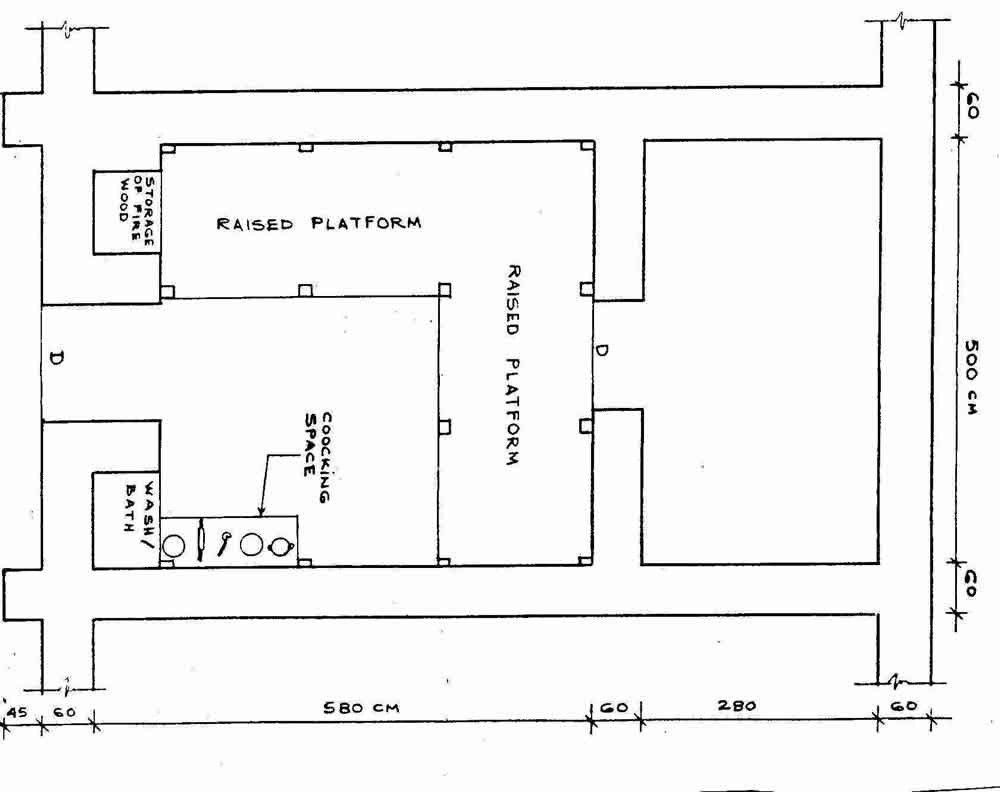 60
STORAGE
OF FIRE
WOOD
RAISED PLATFORM
RAISED PLATFORM
D
D
500 CM
COOCKING
SPACE
WASH/
BATH
60
45
60
580 CM
60
280
60